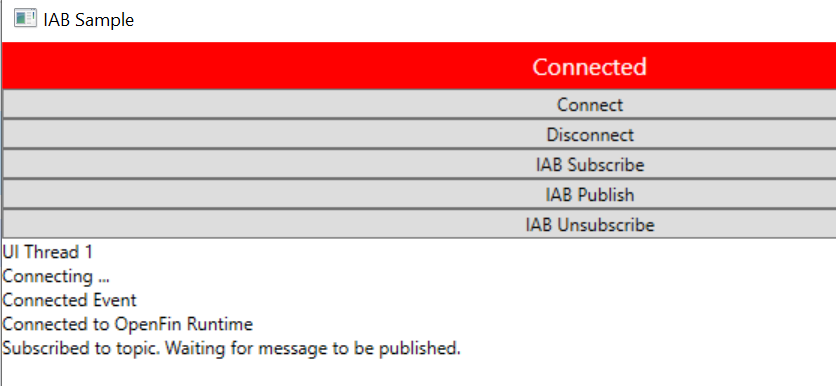 IAB Sample
Connected
Connect
Disconnect
IAB Subscribe
IAB Publish
IAB Unsubscribe
UI Thread 1
Connecting ...
Connected Event
Connected to OpenFin Runtime
Subscribed to topic. Waiting for message to be published.